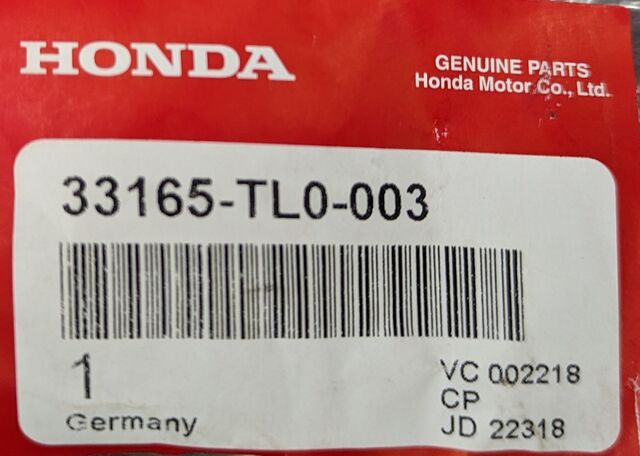 HONDA
GENUINE PARTS
Honda Motor Co., Ltd.
33165-TL0-003
1
Germany
VC 002218
CP
JD 22318